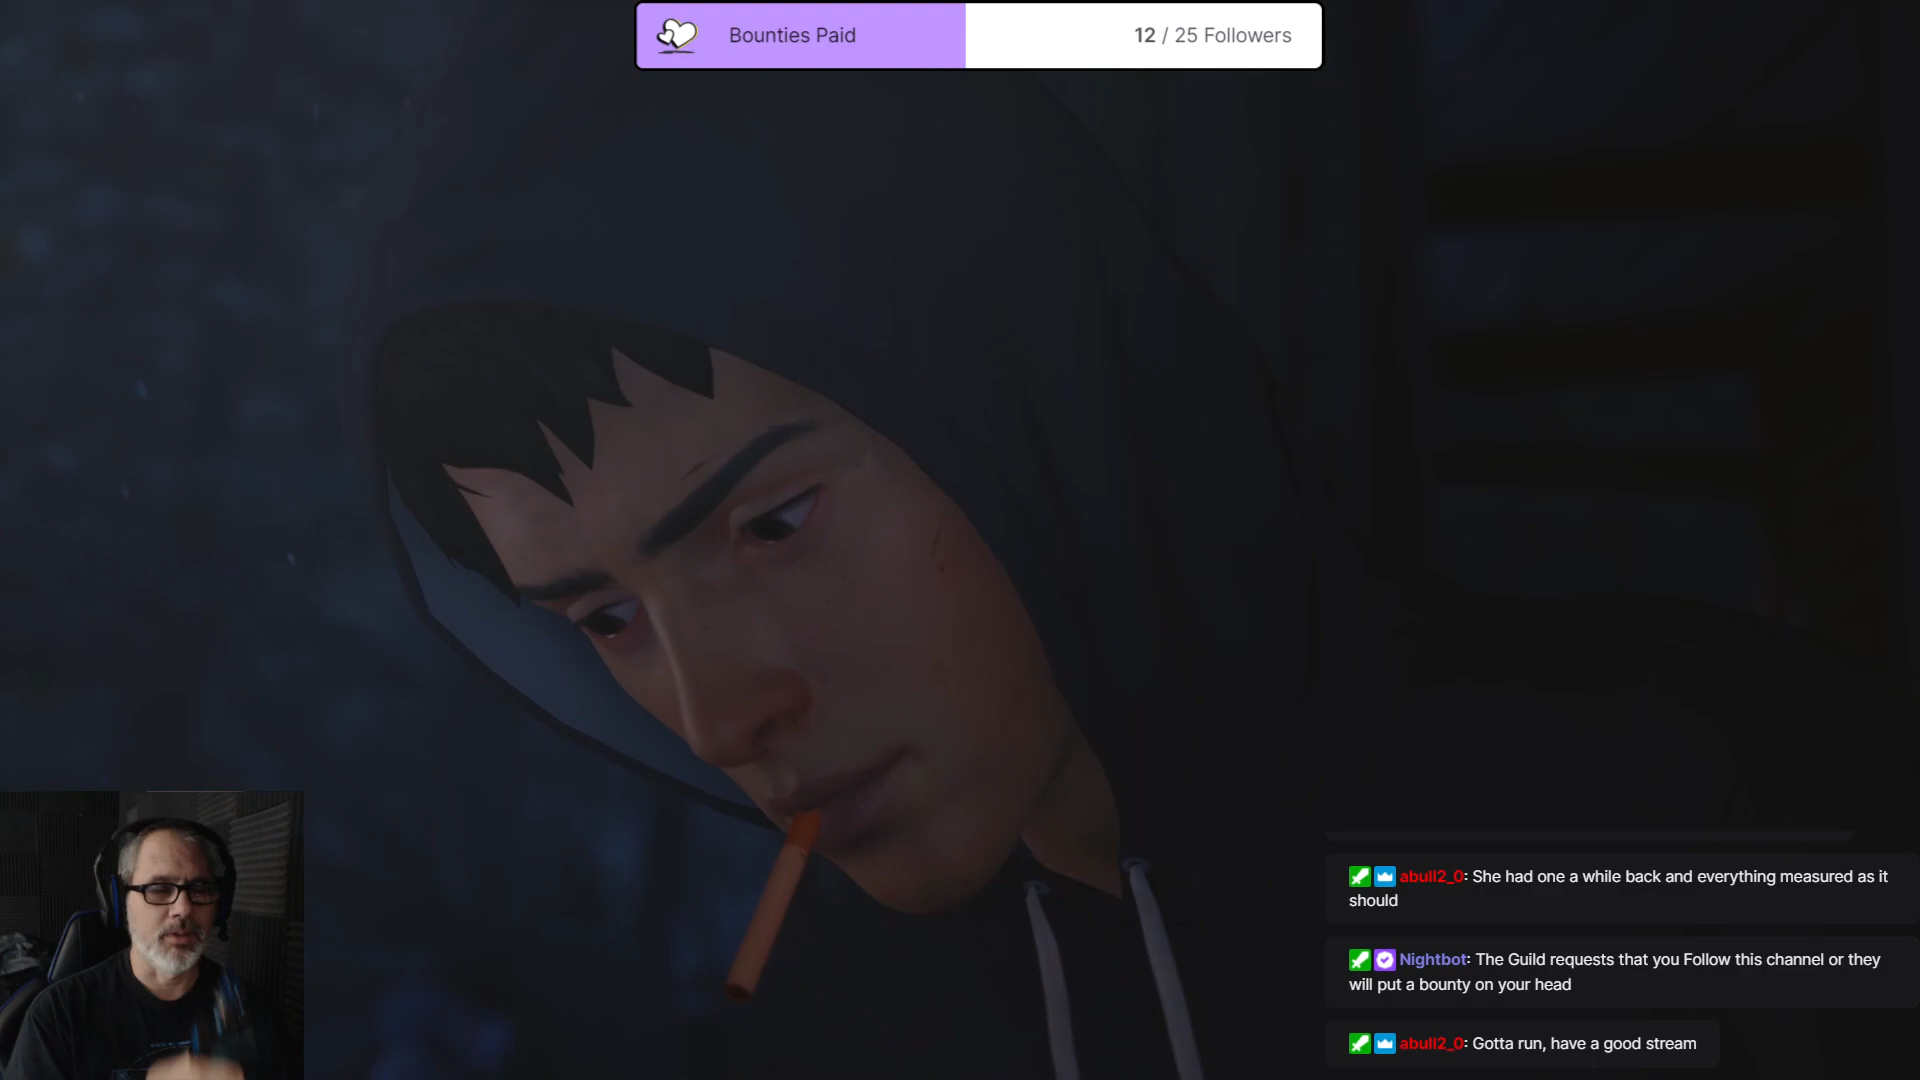 Bounties Paid
12 / 25 Followers
abull2_0: She had one a while back and everything measured as it
should
Nightbot: The Guild requests that you Follow this channel or they
will put a bounty on your head
abull2_0: Gotta run, have a good stream